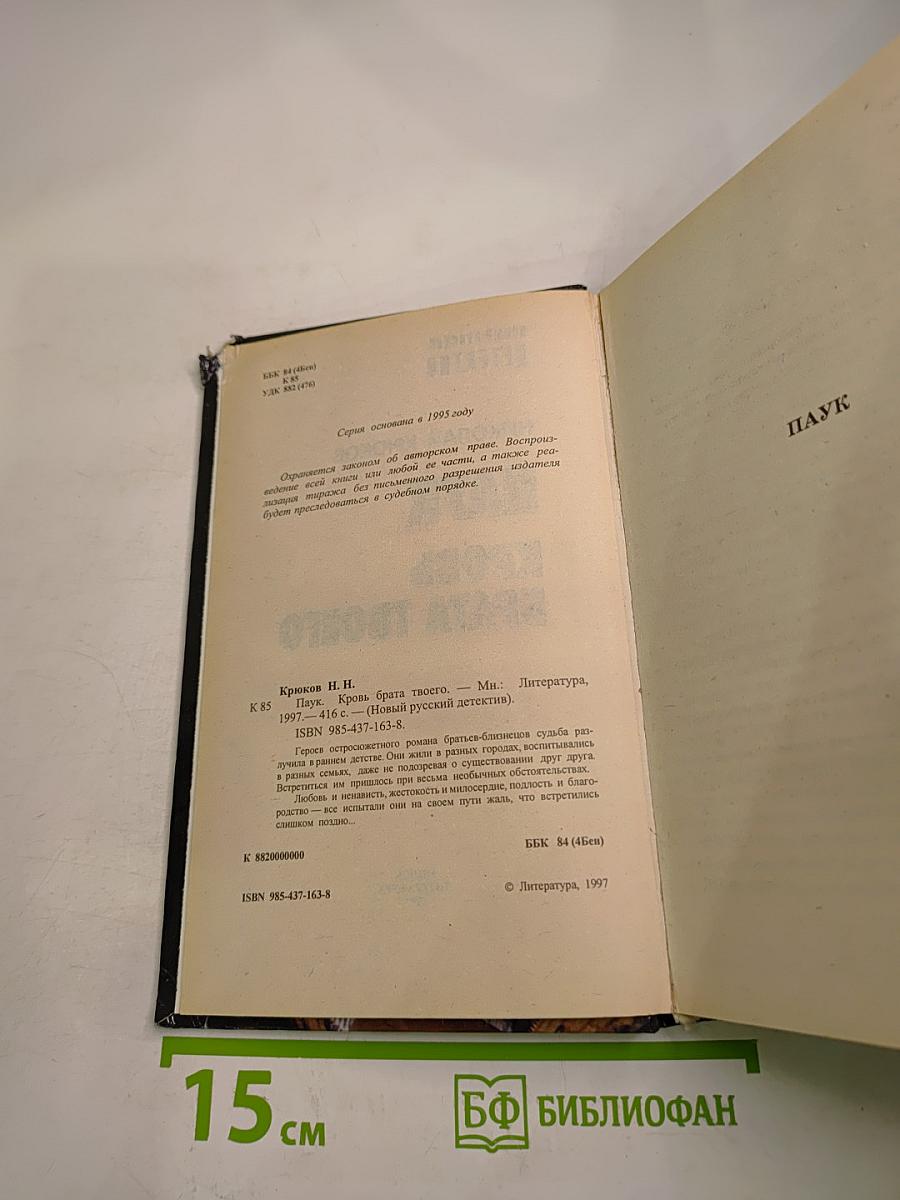 ББК 84 (4Беи)
К 85
УДК 882 (476)
Серия основана в 1995 году
Охраняется законом об авторском праве. Воспроиз-
ведение всей книги или любой ее части, а также реа-
лизация тиража без письменного разрешения издателя
будет преследоваться в судебном порядке.
Крюков Н. Н.
К 85 Паук. Кровь брата твоего. — Мн.: Литература,
1997.— 416 с. — (Новый русский детектив).
ISBN 985-437-163-8.
Героев остросюжетного романа братьев-близнецов судьба раз-
лучила в раннем детстве. Они жили в разных городах, воспитывались
в разных семьях, даже не подозревая о существовании друг друга.
Встретиться им пришлось при весьма необычных обстоятельствах.
Любовь и ненависть, жестокость и милосердие, подлость и благо-
родство — все испытали они на своем пути жаль, что встретились
слишком поздно...
К 8820000000
ББК 84 (4Беи)
ISBN 985-437-163-8
© Литература, 1997
ПАУК
15 см
БФ БИБЛИОФАН